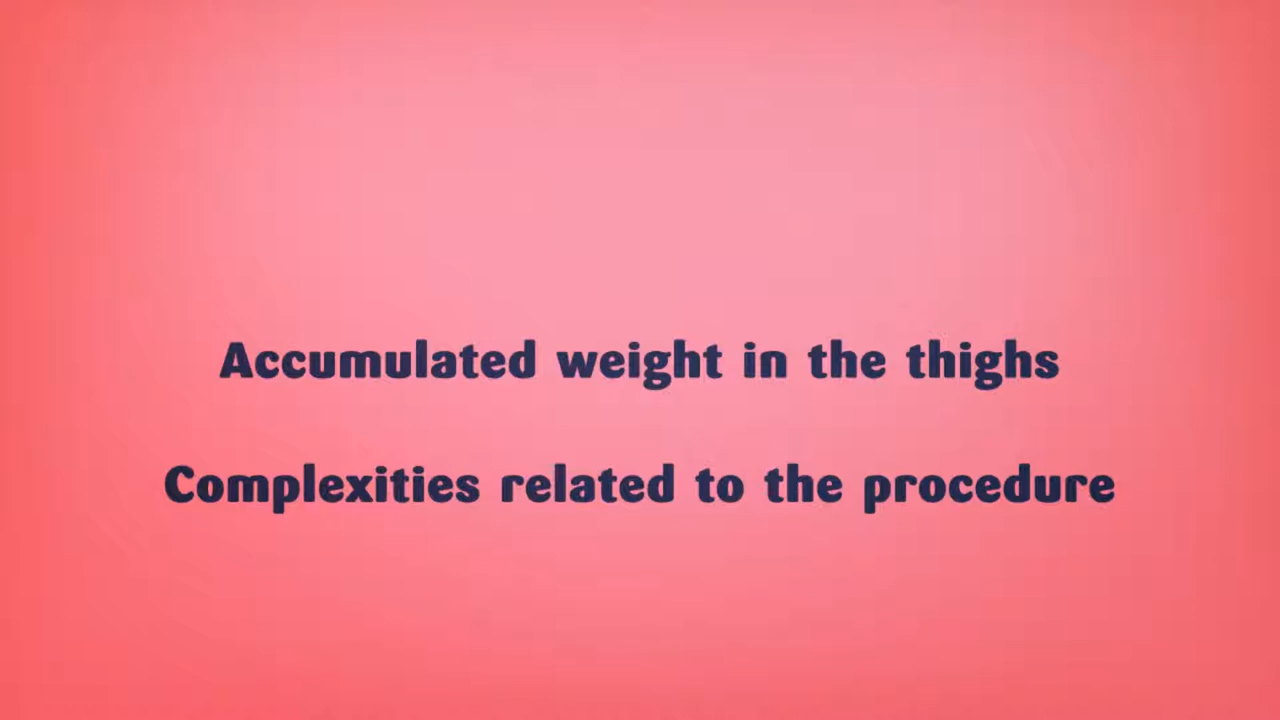 Accumulated weight in the thighs
Complexities related to the procedure